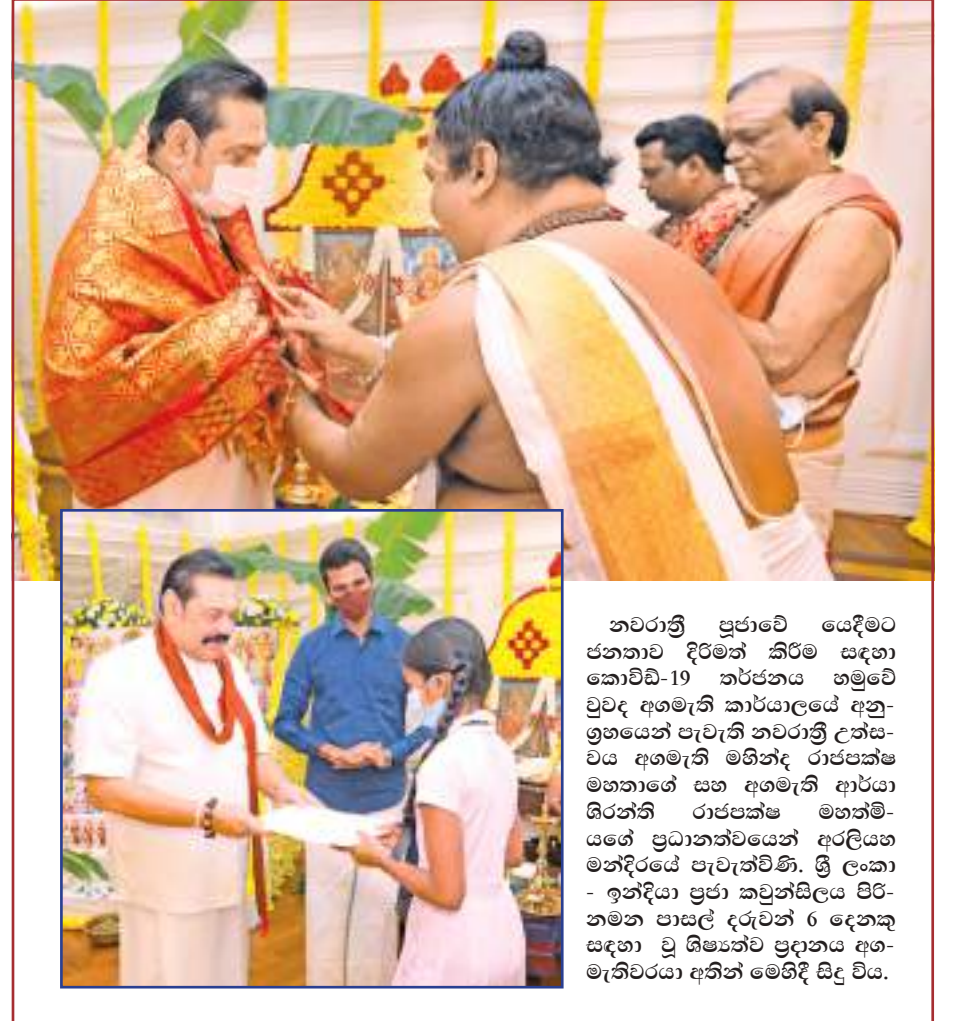 නවරාත්‍රී පූජාවේ යෙදීමට
ජනතාව දිරිමත් කිරීම සඳහා
කොවිඩ්-19 තර්ජනය හමුවේ
වුවද අගමැති කාර්යාලයේ අනු-
ග්‍රහයෙන් පැවැති නවරාත්‍රී උත්ස-
වය අගමැති මහින්ද රාජපක්ෂ
මහතාගේ සහ අගමැති ආර්යා
ශිරන්ති රාජපක්ෂ මහත්මි-
යගේ ප්‍රධානත්වයෙන් අරලියහ
මන්දිරයේ පැවැත්විණි. ශ්‍රී ලංකා
- ඉන්දියා ප්‍රජා කවුන්සිලය පිරි-
නමන පාසල් දරුවන් 6 දෙනකු
සඳහා වූ ශිෂ්‍යත්ව ප්‍රදානය අග-
මැතිවරයා අතින් මෙහිදී සිදු විය.